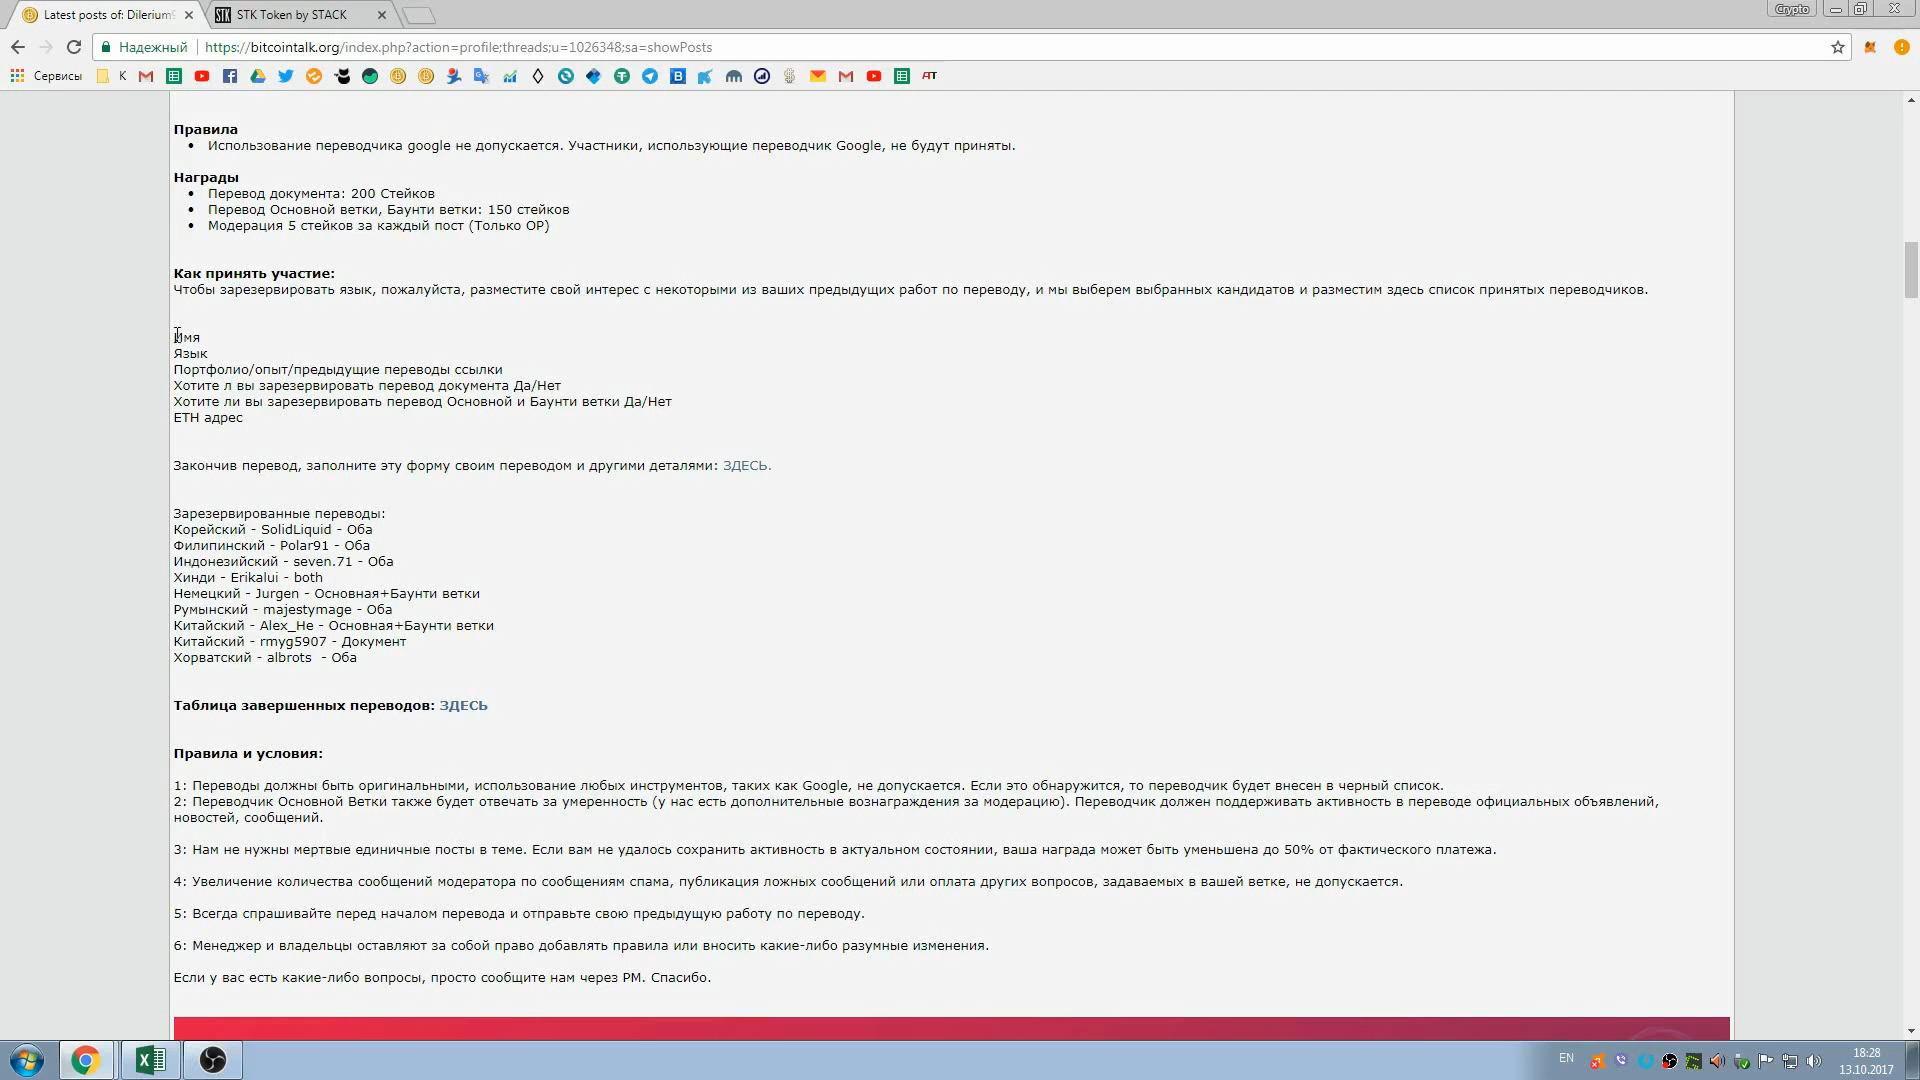 Latest posts of: Dilerium
STK Token by STACK
Crypto
Надежный
https://bitcointalk.org/index.php?action=profile;threads;u=1026348;sa=showPosts
Сервисы
K
Правила
Использование переводчика google не допускается. Участники, использующие переводчик Google, не будут приняты.
Награды
Перевод документа: 200 Стейков
Перевод Основной ветки, Баунти ветки: 150 стейков
Модерация 5 стейков за каждый пост (Только ОР)
Как принять участие:
Чтобы зарезервировать язык, пожалуйста, разместите свой интерес с некоторыми из ваших предыдущих работ по переводу, и мы выберем выбранных кандидатов и разместим здесь список принятых переводчиков.
Имя
Язык
Портфолио/опыт/предыдущие переводы ссылки
Хотите л вы зарезервировать перевод документа Да/Нет
Хотите ли вы зарезервировать перевод Основной и Баунти ветки Да/Нет
ETH адрес
Закончив перевод, заполните эту форму своим переводом и другими деталями: ЗДЕСЬ.
Зарезервированные переводы:
Корейский - SolidLiquid - Оба
Филипинский - Polar91 - Оба
Индонезийский - seven.71 - Оба
Хинди - Erikalui - both
Немецкий - Jurgen - Основная+Баунти ветки
Румынский - majestymage - Оба
Китайский - Alex_He - Основная+Баунти ветки
Китайский - rmyg5907 - Документ
Хорватский - albrots  - Оба
Таблица завершенных переводов: ЗДЕСЬ
Правила и условия:
1: Переводы должны быть оригинальными, использование любых инструментов, таких как Google, не допускается. Если это обнаружится, то переводчик будет внесен в черный список.
2: Переводчик Основной Ветки также будет отвечать за умеренность (у нас есть дополнительные вознаграждения за модерацию). Переводчик должен поддерживать активность в переводе официальных объявлений,
новостей, сообщений.
3: Нам не нужны мертвые единичные посты в теме. Если вам не удалось сохранить активность в актуальном состоянии, ваша награда может быть уменьшена до 50% от фактического платежа.
4: Увеличение количества сообщений модератора по сообщениям спама, публикация ложных сообщений или оплата других вопросов, задаваемых в вашей ветке, не допускается.
5: Всегда спрашивайте перед началом перевода и отправьте свою предыдущую работу по переводу.
6: Менеджер и владельцы оставляют за собой право добавлять правила или вносить какие-либо разумные изменения.
Если у вас есть какие-либо вопросы, просто сообщите нам через PM. Спасибо.
EN
18:28
13.10.2017